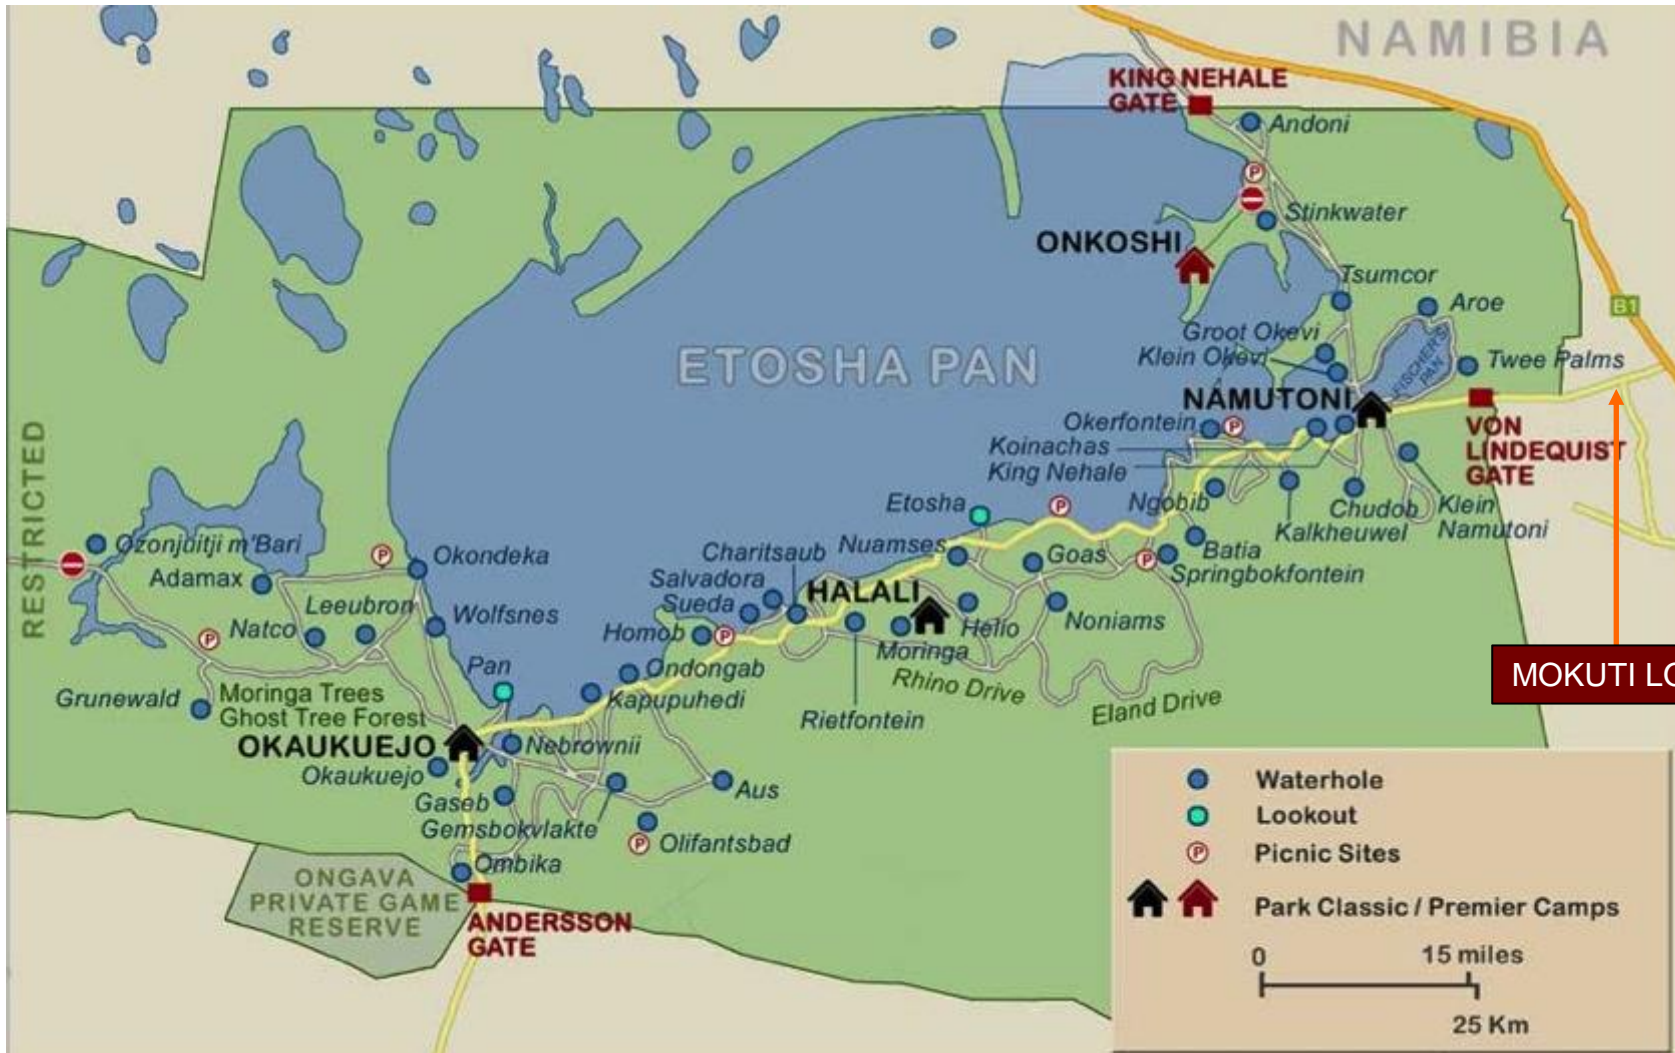 NAMIBIA
KING NEHALE
GATE
Andoni
P
Stinkwater
ONKOSHI
Tsumcor
Aroe
B1
Groot Okevi
Klein Okevi
FISCHER'S
PAN
Twee Palms
ETOSHA PAN
NAMUTONI
VON
LINDEQUIST
GATE
Okerfontein
P
Koinachas
King Nehale
Etosha
P
Ngobib
Chudob
Klein
Namutoni
Kalkheuwel
RESTRICTED
Ozonjuitji m'Bari
P
Okondeka
Charitsaub
Nuamses
Goas
Batia
P
Springbokfontein
Adamax
Salvadora
Sueda
HALALI
Leeubron
Wolfsnes
Natco
P
Homob
P
Helio
Noniams
Moringa
Pan
Ondongab
Rhino Drive
Eland Drive
MOKUTI LO
Grunewald
Moringa Trees
Ghost Tree Forest
Kapupuhedi
Rietfontein
OKAUKUEJO
Nebrownii
Okaukuejo
Gaseb
Aus
Gemsbokvlakte
P
Olifantsbad
Ombika
ONGAVA
PRIVATE GAME
RESERVE
ANDERSSON
GATE
Waterhole
Lookout
P Picnic Sites
Park Classic / Premier Camps
0 15 miles
25 Km